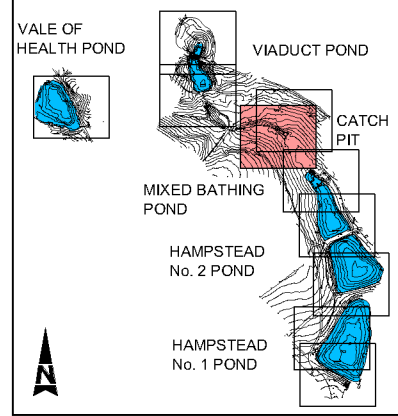 VALE OF
HEALTH POND
VIADUCT POND
CATCH
PIT
MIXED BATHING
POND
HAMPSTEAD
No. 2 POND
HAMPSTEAD
No. 1 POND
N